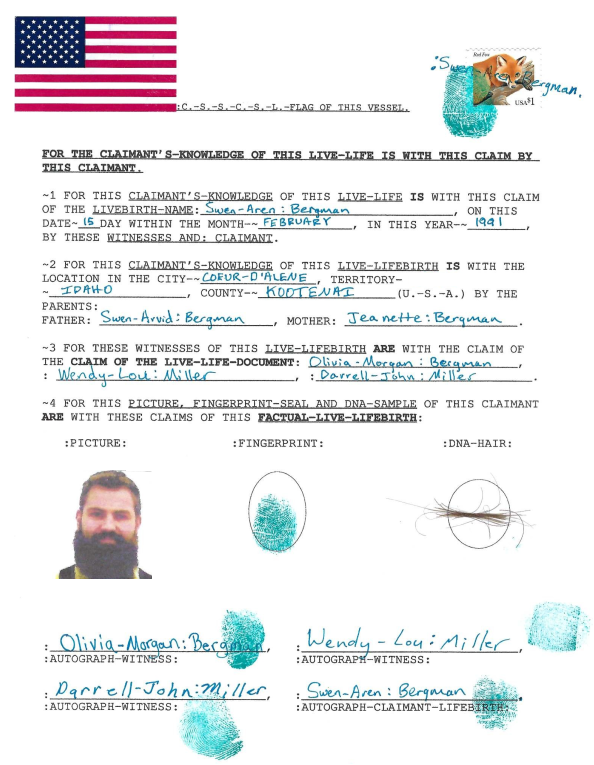 :Swen-Aren:Bergman.
Red Fox
USA $1
:C.-S.-S.-C.-S.-L.-FLAG OF THIS VESSEL.
FOR THE CLAIMANT'S-KNOWLEDGE OF THIS LIVE-LIFE IS WITH THIS CLAIM BY
THIS CLAIMANT.
~1 FOR THIS CLAIMANT'S-KNOWLEDGE OF THIS LIVE-LIFE IS WITH THIS CLAIM
OF THE LIVEBIRTH-NAME: Swen-Aren:Bergman, ON THIS
DATE~ 15 DAY WITHIN THE MONTH~~ FEBRUARY, IN THIS YEAR~~ 1991,
BY THESE WITNESSES AND: CLAIMANT.
~2 FOR THIS CLAIMANT'S-KNOWLEDGE OF THIS LIVE-LIFEBIRTH IS WITH THE
LOCATION IN THE CITY~~ COEUR-D'ALENE, TERRITORY-
~ IDAHO, COUNTY~~ KOOTENAI (U.-S.-A.) BY THE
PARENTS:
FATHER: Swen-Arvid:Bergman, MOTHER: Jeanette:Bergman.
~3 FOR THESE WITNESSES OF THIS LIVE-LIFEBIRTH ARE WITH THE CLAIM OF
THE CLAIM OF THE LIVE-LIFE-DOCUMENT: Olivia-Morgan:Bergman,
: Wendy-Lou:Miller, :Darrell-John:Miller.
~4 FOR THIS PICTURE, FINGERPRINT-SEAL AND DNA-SAMPLE OF THIS CLAIMANT
ARE WITH THESE CLAIMS OF THIS FACTUAL-LIVE-LIFEBIRTH:
:PICTURE: :FINGERPRINT: :DNA-HAIR:
: Olivia-Morgan:Bergman, : Wendy-Lou:Miller,
:AUTOGRAPH-WITNESS: :AUTOGRAPH-WITNESS:
: Darrell-John:Miller, : Swen-Aren:Bergman.
:AUTOGRAPH-WITNESS: :AUTOGRAPH-CLAIMANT-LIFEBIRTH: